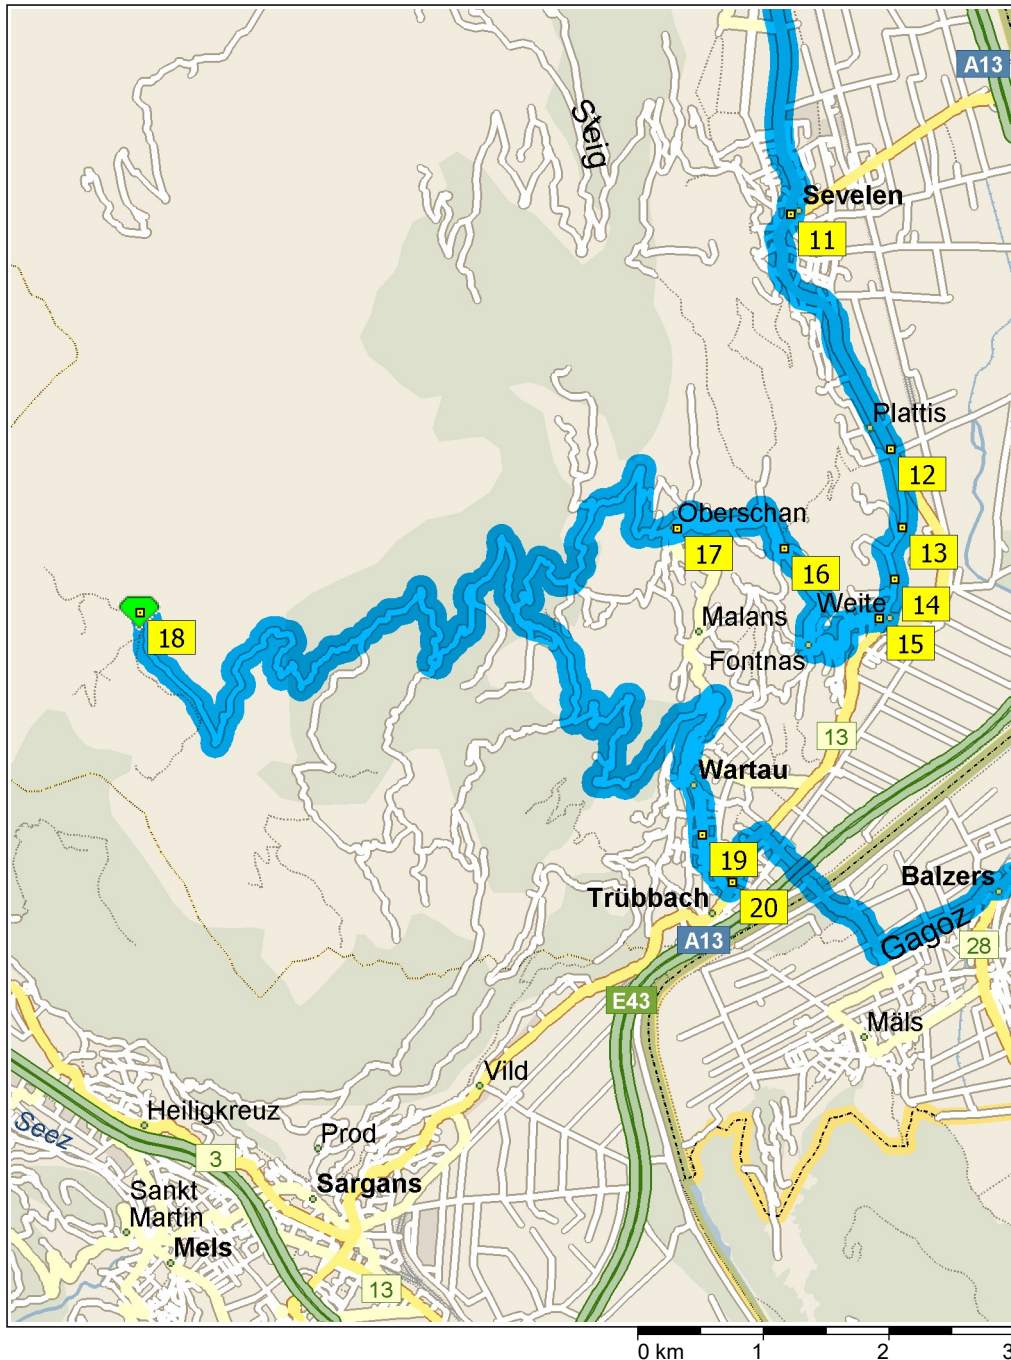 A13
Steig
Sevelen
11
Plattis
12
Oberschan
13
17
16
Weite
14
Malans
18
15
Fontnas
13
Wartau
19
Balzers
Trübbach
20
Gagoz
A13
28
E43
Mäls
Vild
Heiligkreuz
Seez
Prod
3
Sargans
Sankt
Martin
Mels
13
0 km 1 2 3